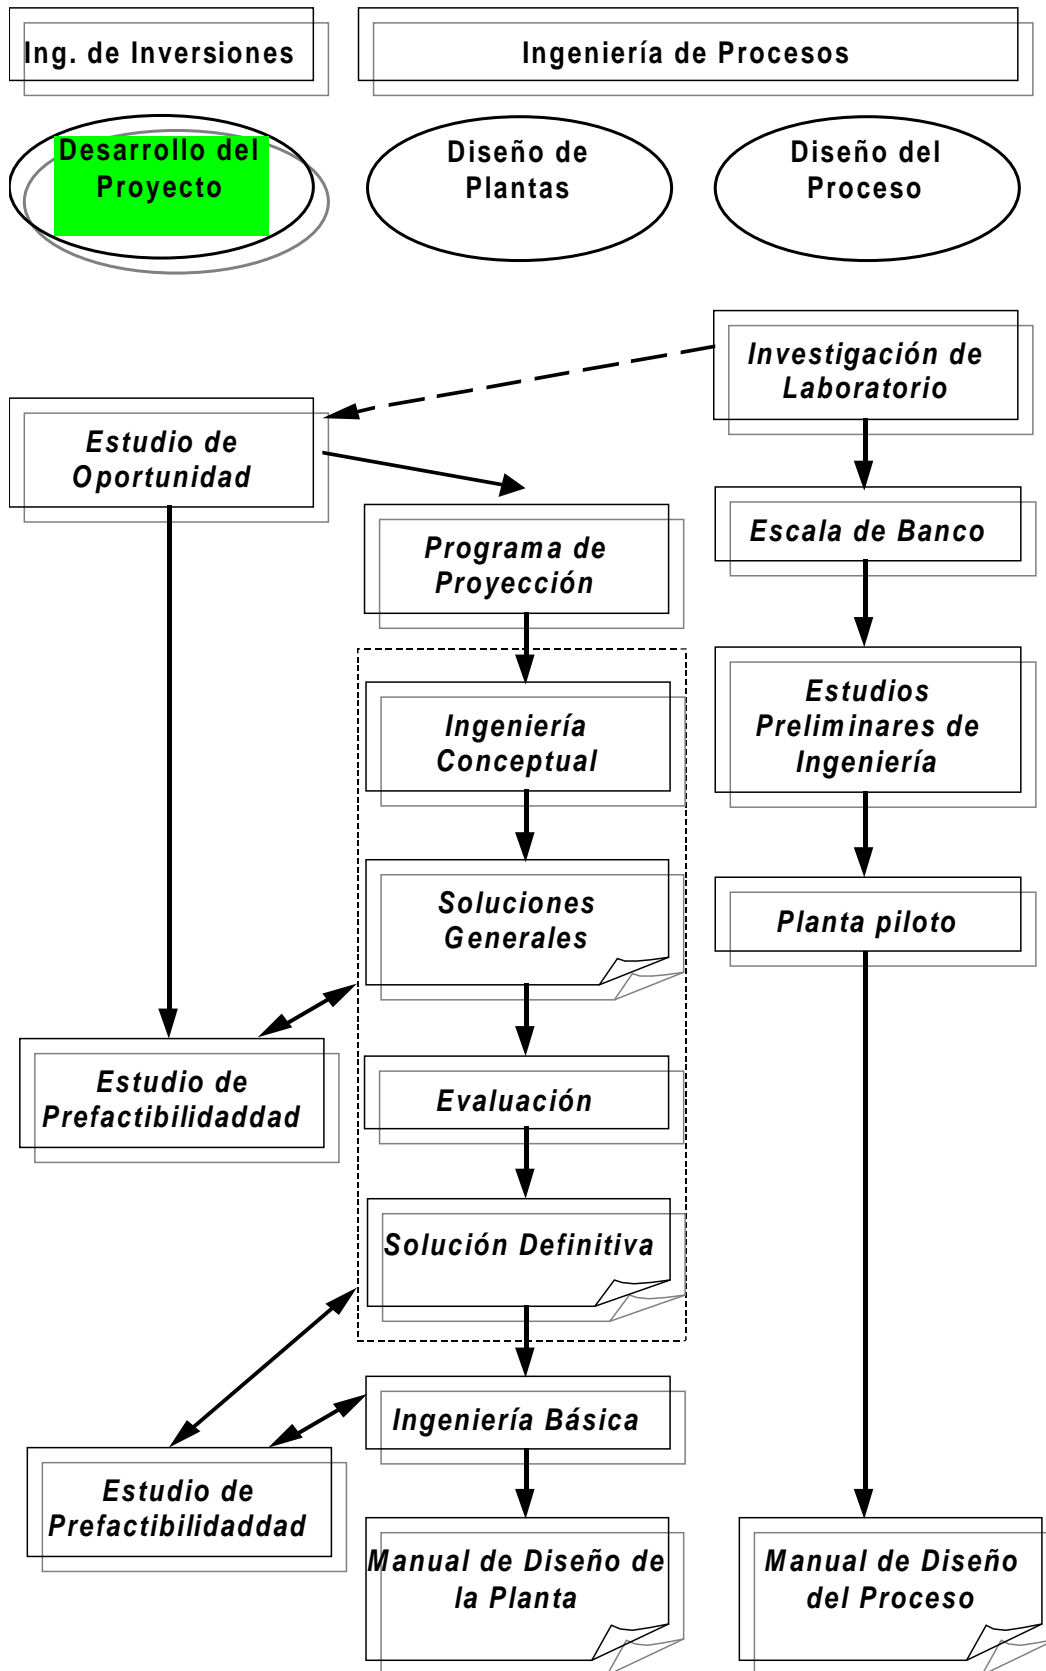 Ing. de Inversiones
Ingeniería de Procesos
Desarrollo del
Proyecto
Diseño de
Plantas
Diseño del
Proceso
Investigación de
Laboratorio
Estudio de
Oportunidad
Escala de Banco
Programa de
Proyección
Estudios
Preliminares de
Ingeniería
Ingeniería
Conceptual
Soluciones
Generales
Planta piloto
Estudio de
Prefactibilidaddad
Evaluación
Solución Definitiva
Ingeniería Básica
Estudio de
Prefactibilidaddad
Manual de Diseño de
la Planta
Manual de Diseño
del Proceso